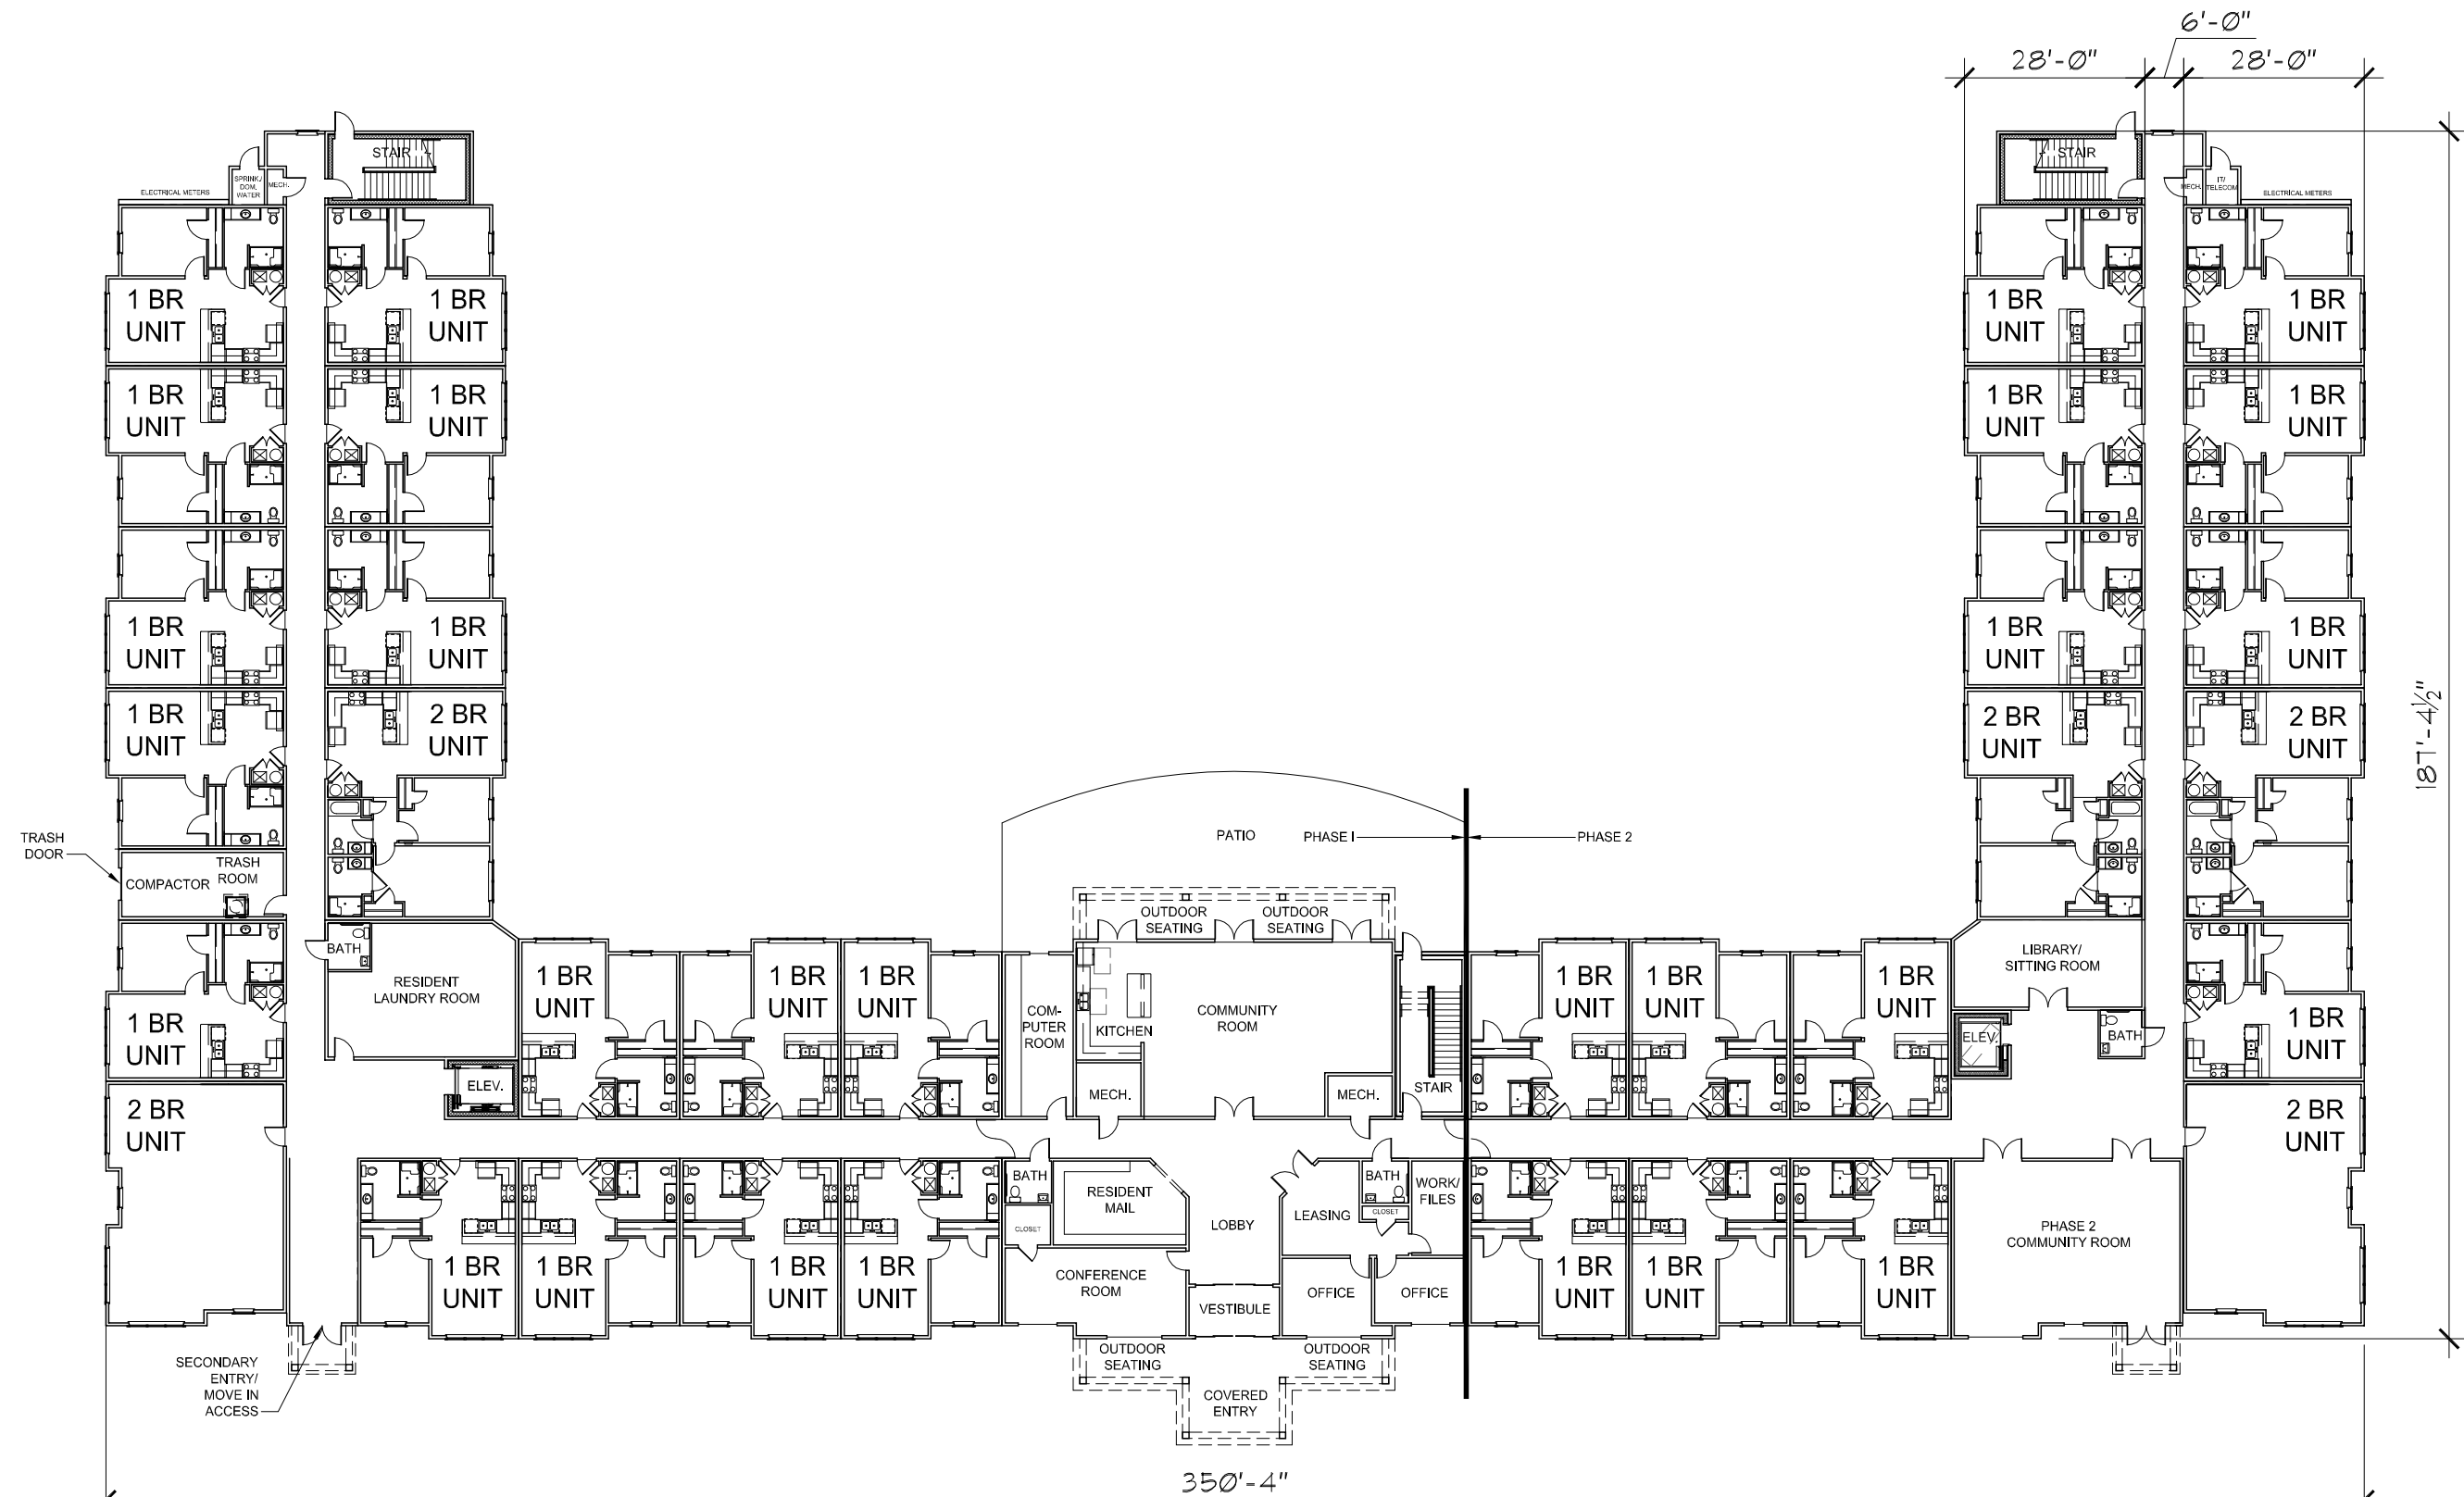 6'-0"
28'-0"
28'-0"
STAIR
STAIR
SPRINK./
DOM.
WATER
MECH.
ELECTRICAL METERS
MECH.
IT/
TELECOM
ELECTRICAL METERS
1 BR
UNIT
1 BR
UNIT
1 BR
UNIT
1 BR
UNIT
1 BR
UNIT
1 BR
UNIT
1 BR
UNIT
1 BR
UNIT
1 BR
UNIT
1 BR
UNIT
1 BR
UNIT
1 BR
UNIT
1 BR
UNIT
2 BR
UNIT
2 BR
UNIT
2 BR
UNIT
187'-4½"
TRASH
DOOR
TRASH
ROOM
COMPACTOR
PATIO
PHASE I
PHASE 2
OUTDOOR
SEATING
OUTDOOR
SEATING
BATH
RESIDENT
LAUNDRY ROOM
1 BR
UNIT
1 BR
UNIT
1 BR
UNIT
COM-
PUTER
ROOM
KITCHEN
COMMUNITY
ROOM
1 BR
UNIT
1 BR
UNIT
1 BR
UNIT
LIBRARY/
SITTING ROOM
1 BR
UNIT
ELEV.
MECH.
MECH.
STAIR
ELEV.
BATH
1 BR
UNIT
2 BR
UNIT
2 BR
UNIT
BATH
RESIDENT
MAIL
CLOSET
LOBBY
LEASING
BATH
CLOSET
WORK/
FILES
PHASE 2
COMMUNITY ROOM
1 BR
UNIT
1 BR
UNIT
1 BR
UNIT
1 BR
UNIT
CONFERENCE
ROOM
VESTIBULE
OFFICE
OFFICE
1 BR
UNIT
1 BR
UNIT
1 BR
UNIT
OUTDOOR
SEATING
OUTDOOR
SEATING
SECONDARY
ENTRY/
MOVE IN
ACCESS
COVERED
ENTRY
350'-4"